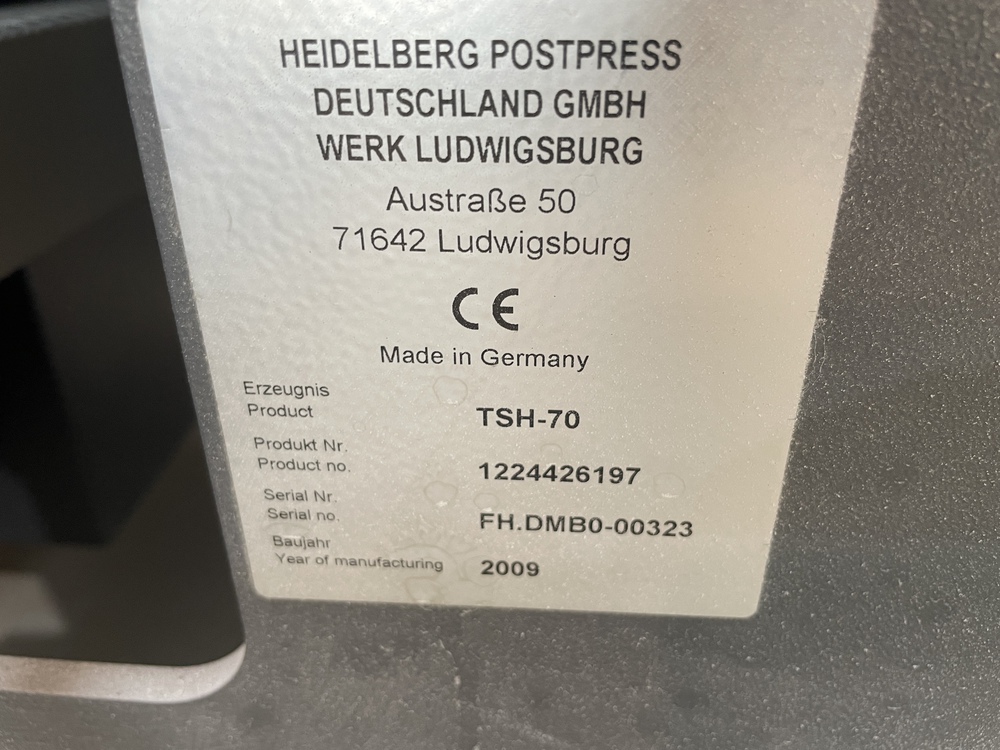 HEIDELBERG POSTPRESS
DEUTSCHLAND GMBH
WERK LUDWIGSBURG
Austraße 50
71642 Ludwigsburg
CE
Made in Germany
Erzeugnis
Product TSH-70
Produkt Nr.
Product no. 1224426197
Serial Nr.
Serial no. FH.DMB0-00323
Baujahr
Year of manufacturing 2009